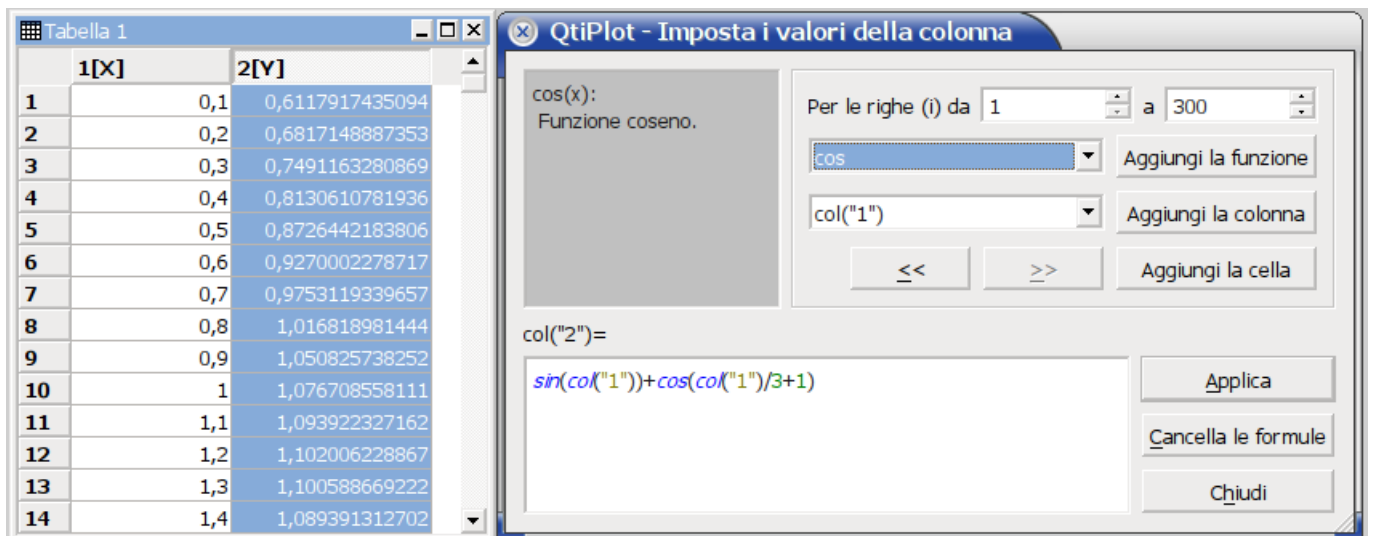 Tabella 1
1[X] 2[Y]
1 0,1 0,6117917435094
2 0,2 0,6817148887353
3 0,3 0,7491163280869
4 0,4 0,8130610781936
5 0,5 0,8726442183806
6 0,6 0,9270002278717
7 0,7 0,9753119339657
8 0,8 1,016818981444
9 0,9 1,050825738252
10 1 1,076708558111
11 1,1 1,093922327162
12 1,2 1,102006228867
13 1,3 1,100588669222
14 1,4 1,089391312702
QtiPlot - Imposta i valori della colonna
cos(x):
Funzione coseno.
Per le righe (i) da 1 a 300
cos Aggiungi la funzione
col("1") Aggiungi la colonna
<< >> Aggiungi la cella
col("2")=
sin(col("1"))+cos(col("1")/3+1)
Applica
Cancella le formule
Chiudi